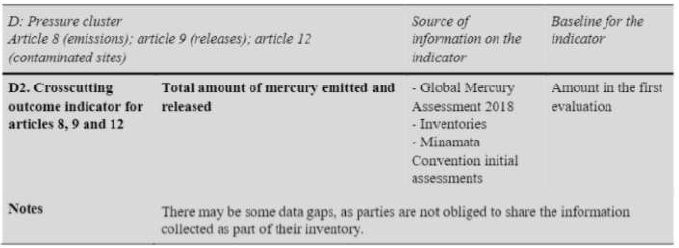 D: Pressure cluster
Article 8 (emissions); article 9 (releases); article 12
(contaminated sites)
Source of
information on the
indicator
Baseline for the
indicator
D2. Crosscutting
outcome indicator for
articles 8, 9 and 12
Total amount of mercury emitted and
released
- Global Mercury
Assessment 2018
- Inventories
- Minamata
Convention initial
assessments
Amount in the first
evaluation
Notes
There may be some data gaps, as parties are not obliged to share the information
collected as part of their inventory.